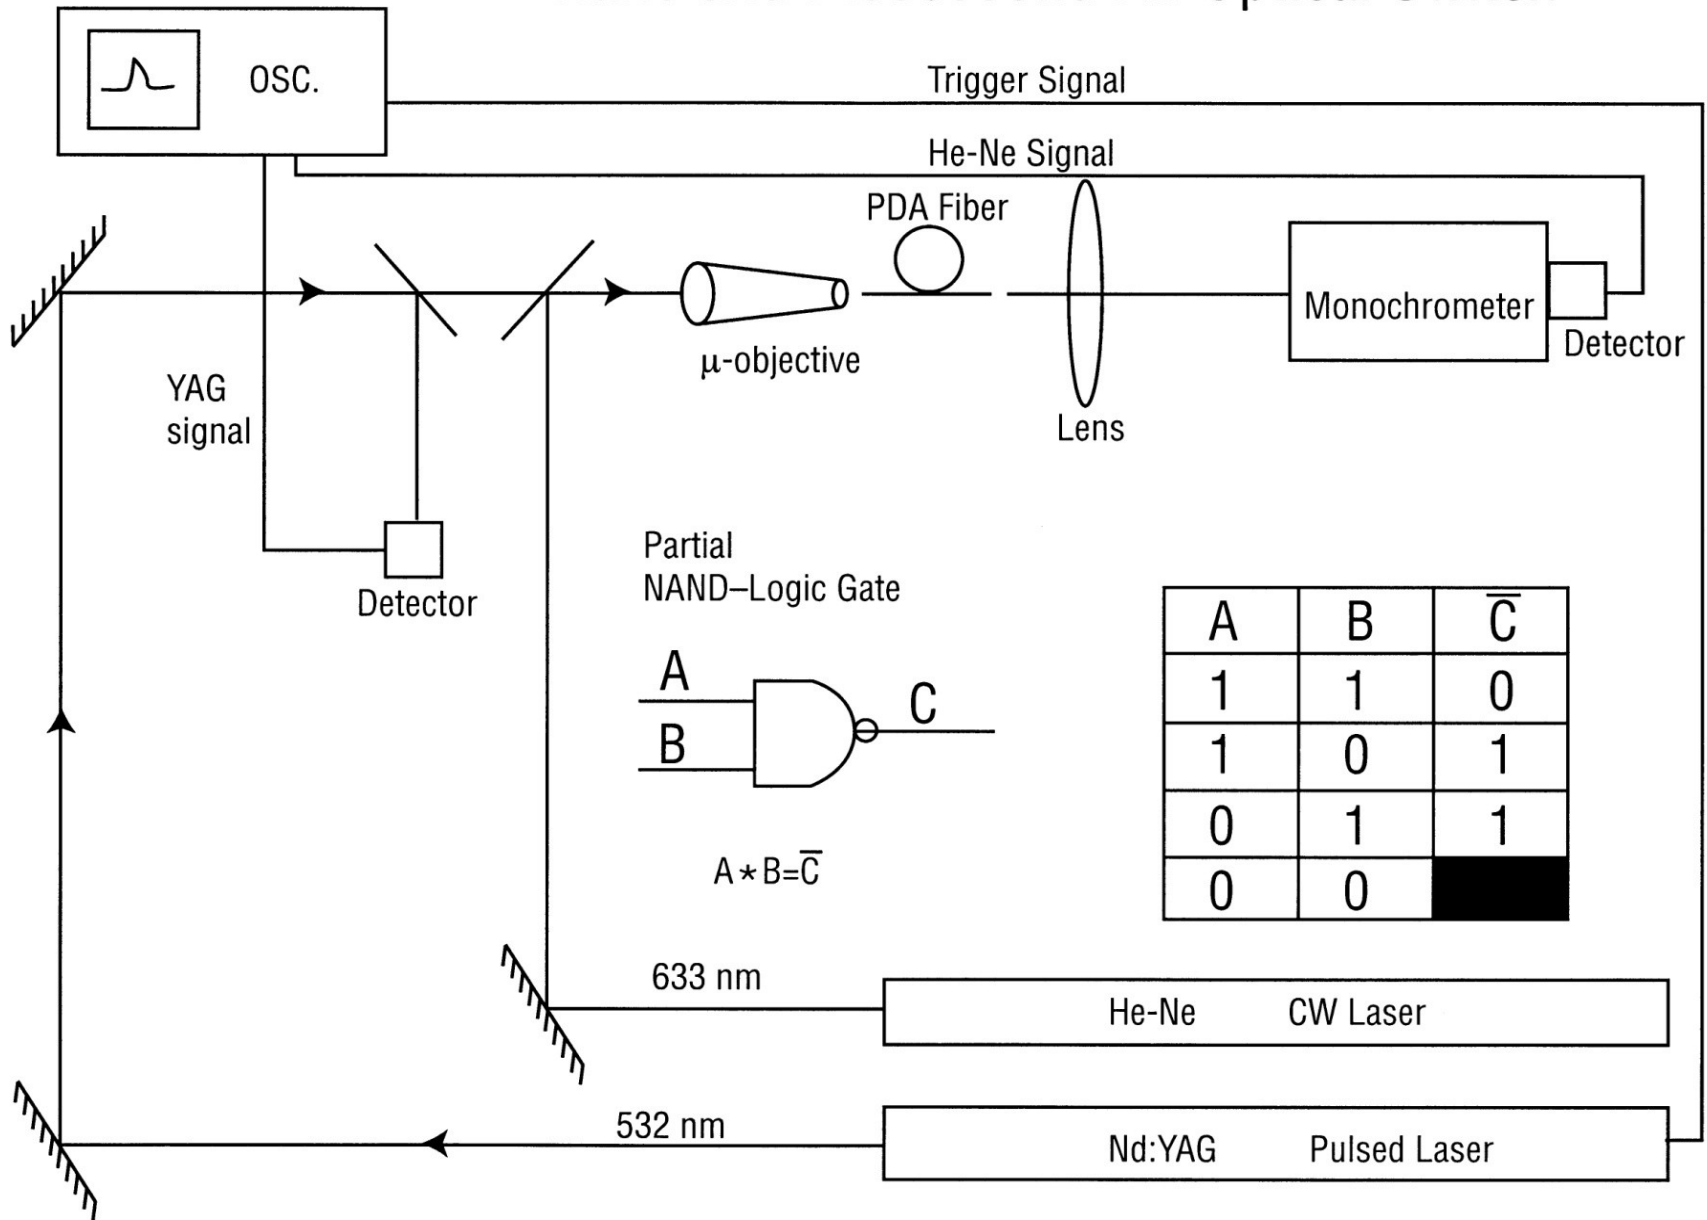 OSC.
Trigger Signal
He-Ne Signal
PDA Fiber
Monochrometer
Detector
μ-objective
Lens
YAG
signal
Detector
Partial
NAND–Logic Gate
A
B
C
A * B = C̅
A B C̅
1 1 0
1 0 1
0 1 1
0 0
633 nm
He-Ne CW Laser
532 nm
Nd:YAG Pulsed Laser